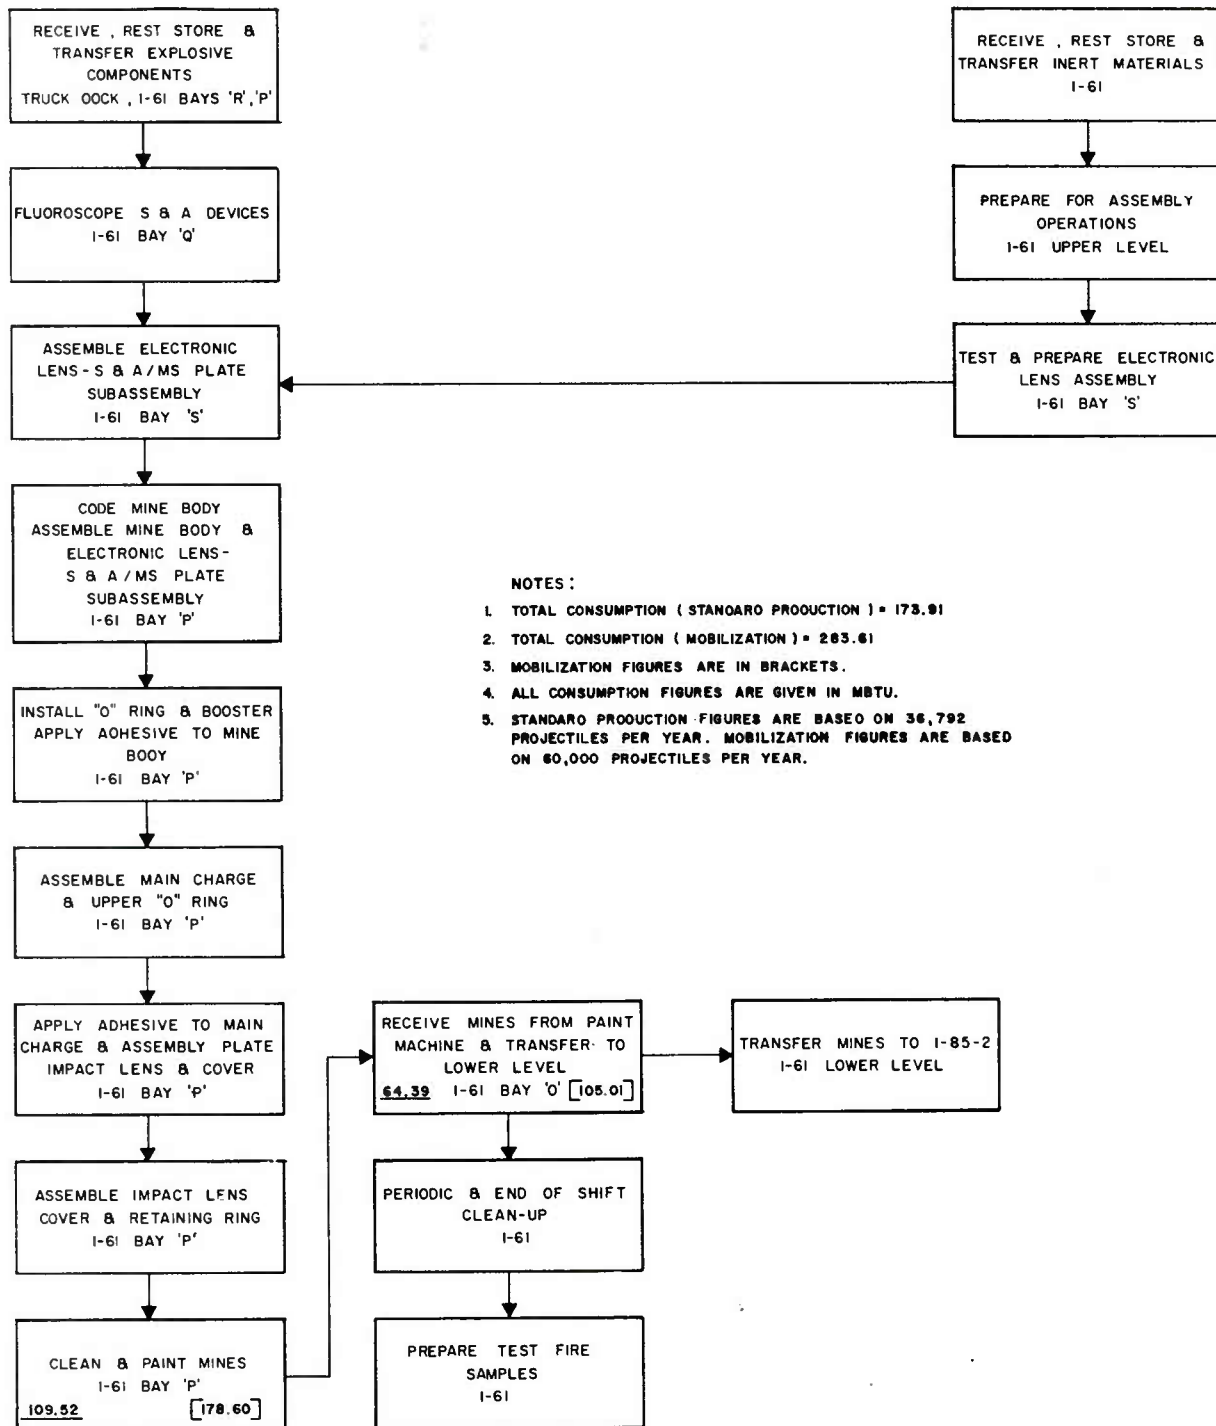 RECEIVE , REST STORE &
TRANSFER EXPLOSIVE
COMPONENTS
TRUCK OOCK , I-61 BAYS 'R','P'
FLUOROSCOPE S & A DEVICES
I-61 BAY 'Q'
ASSEMBLE ELECTRONIC
LENS-S & A/MS PLATE
SUBASSEMBLY
I-61 BAY 'S'
CODE MINE BODY
ASSEMBLE MINE BODY &
ELECTRONIC LENS-
S & A/MS PLATE
SUBASSEMBLY
I-61 BAY 'P'
INSTALL "O" RING & BOOSTER
APPLY ADHESIVE TO MINE
BOOY
I-61 BAY 'P'
ASSEMBLE MAIN CHARGE
& UPPER "O" RING
I-61 BAY 'P'
APPLY ADHESIVE TO MAIN
CHARGE & ASSEMBLY PLATE
IMPACT LENS & COVER
I-61 BAY 'P'
ASSEMBLE IMPACT LENS
COVER & RETAINING RING
I-61 BAY 'P'
CLEAN & PAINT MINES
I-61 BAY 'P'
109.52 [178.60]
RECEIVE , REST STORE &
TRANSFER INERT MATERIALS
I-61
PREPARE FOR ASSEMBLY
OPERATIONS
I-61 UPPER LEVEL
TEST & PREPARE ELECTRONIC
LENS ASSEMBLY
I-61 BAY 'S'
NOTES :
1. TOTAL CONSUMPTION ( STANOARO PROOUCTION ) = 173.91
2. TOTAL CONSUMPTION ( MOBILIZATION ) = 283.61
3. MOBILIZATION FIGURES ARE IN BRACKETS.
4. ALL CONSUMPTION FIGURES ARE GIVEN IN MBTU.
5. STANDARO PRODUCTION FIGURES ARE BASEO ON 36,792
PROJECTILES PER YEAR. MOBILIZATION FIGURES ARE BASED
ON 60,000 PROJECTILES PER YEAR.
RECEIVE MINES FROM PAINT
MACHINE & TRANSFER TO
LOWER LEVEL
64.39 I-61 BAY 'O' [105.01]
TRANSFER MINES TO I-85-2
I-61 LOWER LEVEL
PERIODIC & END OF SHIFT
CLEAN-UP
I-61
PREPARE TEST FIRE
SAMPLES
I-61